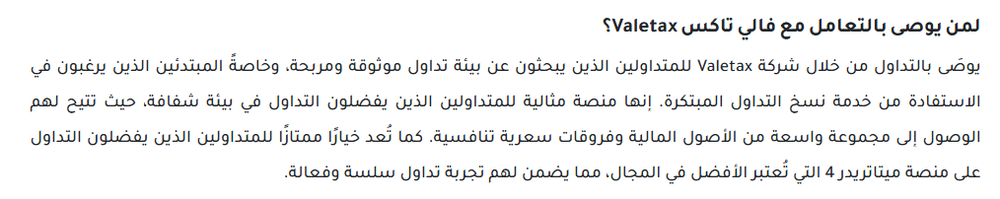 لمن يوصى بالتعامل مع فالي تاكس Valetax؟
يوصَى بالتداول من خلال شركة Valetax للمتداولين الذين يبحثون عن بيئة تداول موثوقة ومربحة، وخاصةً المبتدئين الذين يرغبون في
الاستفادة من خدمة نسخ التداول المبتكرة. إنها منصة مثالية للمتداولين الذين يفضلون التداول في بيئة شفافة، حيث تتيح لهم
الوصول إلى مجموعة واسعة من الأصول المالية وفروقات سعرية تنافسية. كما تُعد خيارًا ممتازًا للمتداولين الذين يفضلون التداول
على منصة ميتاتريدر 4 التي تُعتبر الأفضل في المجال، مما يضمن لهم تجربة تداول سلسة وفعالة.